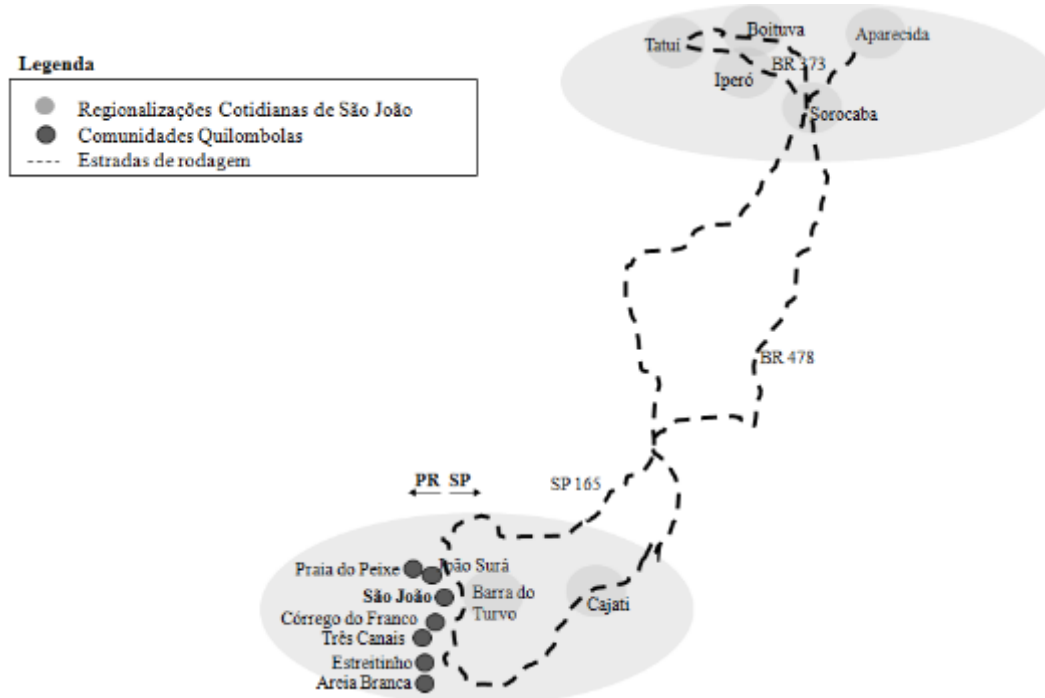 Legenda
Regionalizações Cotidianas de São João
Comunidades Quilombolas
Estradas de rodagem
Boituva
Aparecida
Tatuí
BR 373
Iperó
Sorocaba
BR 478
PR SP
SP 165
João Surá
Praia do Peixe
São João
Barra do
Turvo
Cajati
Córrego do Franco
Três Canais
Estreitinho
Areia Branca